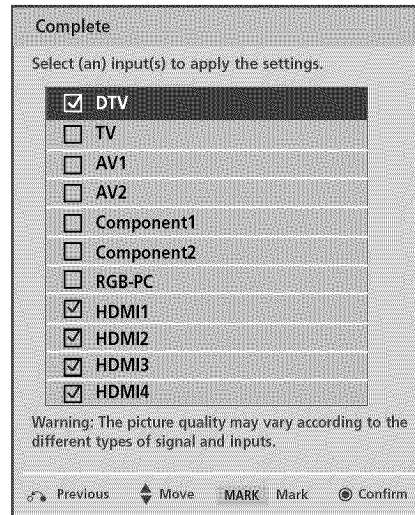 Complete
Select (an) input(s) to apply the settings.
DTV
TV
AV1
AV2
Component1
Component2
RGB-PC
HDMI1
HDMI2
HDMI3
HDMI4
Warning: The picture quality may vary according to the
different types of signal and inputs.
Previous Move MARK Mark Confirm